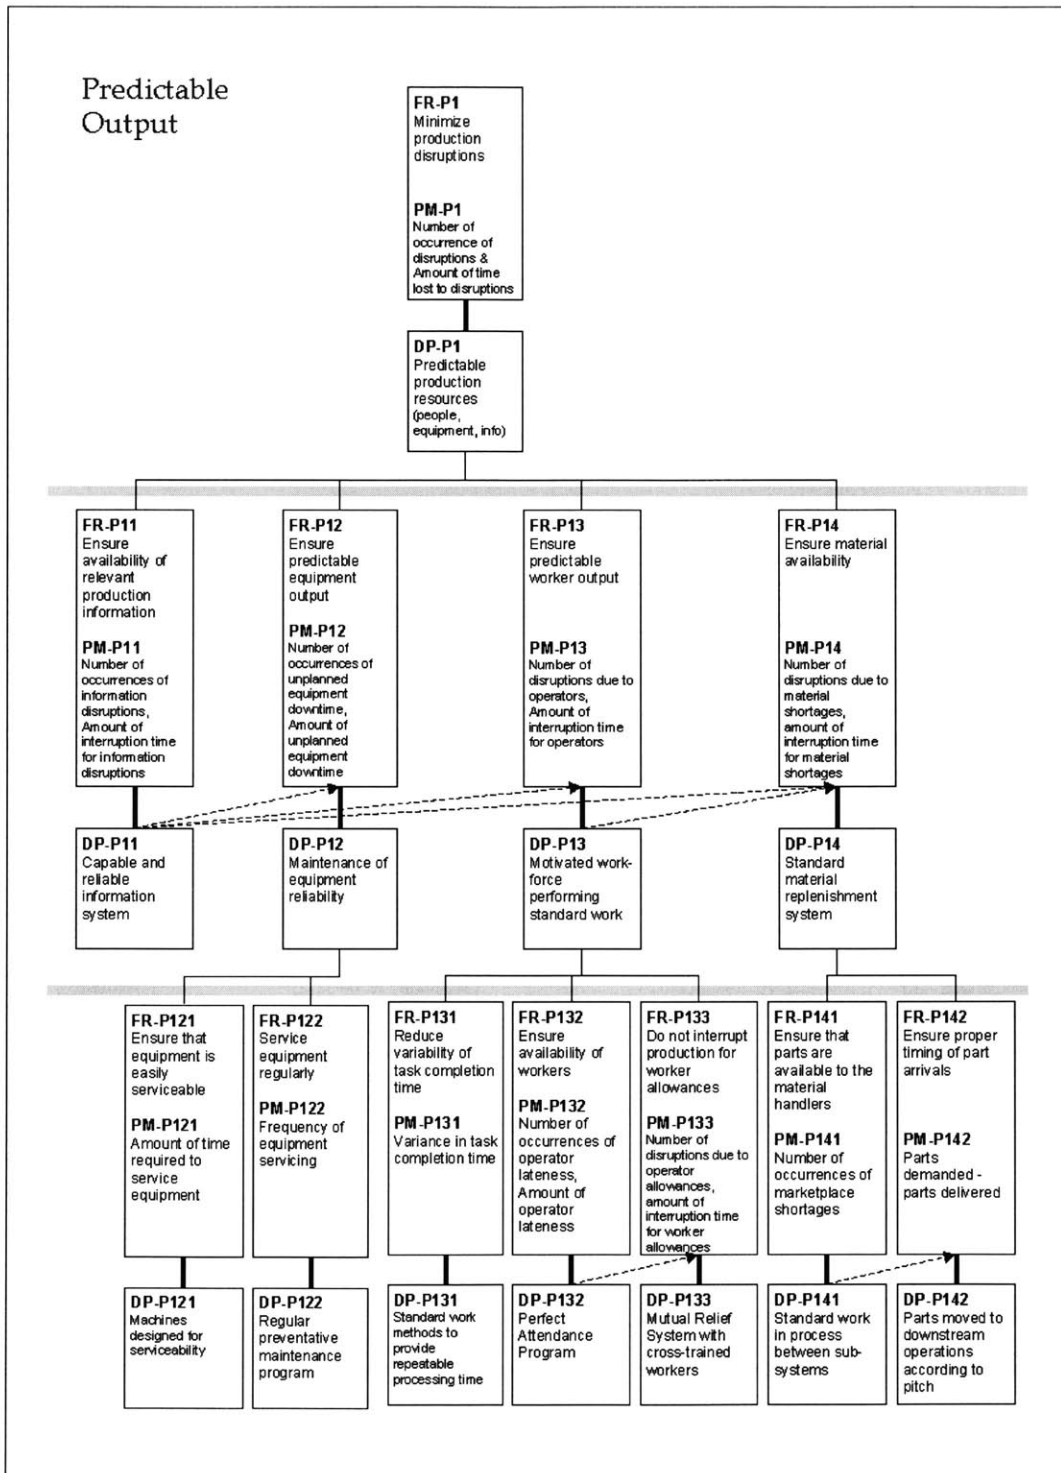 Predictable
Output
FR-P1
Minimize
production
disruptions
PM-P1
Number of
occurrence of
disruptions &
Amount of time
lost to disruptions
DP-P1
Predictable
production
resources
(people,
equipment, info)
FR-P11
Ensure
availability of
relevant
production
information
PM-P11
Number of
occurrences of
information
disruptions,
Amount of
interruption time
for information
disruptions
FR-P12
Ensure
predictable
equipment
output
PM-P12
Number of
occurrences of
unplanned
equipment
downtime,
Amount of
unplanned
equipment
downtime
FR-P13
Ensure
predictable
worker output
PM-P13
Number of
disruptions due to
operators,
Amount of
interruption time
for operators
FR-P14
Ensure material
availability
PM-P14
Number of
disruptions due to
material
shortages,
amount of
interruption time
for material
shortages
DP-P11
Capable and
reliable
information
system
DP-P12
Maintenance of
equipment
reliability
DP-P13
Motivated work-
force
performing
standard work
DP-P14
Standard
material
replenishment
system
FR-P121
Ensure that
equipment is
easily
serviceable
PM-P121
Amount of time
required to
service
equipment
FR-P122
Service
equipment
regularly
PM-P122
Frequency of
equipment
servicing
FR-P131
Reduce
variability of
task completion
time
PM-P131
Variance in task
completion time
FR-P132
Ensure
availability of
workers
PM-P132
Number of
occurrences of
operator
lateness,
Amount of
operator
lateness
FR-P133
Do not interrupt
production for
worker
allowances
PM-P133
Number of
disruptions due to
operator
allowances,
amount of
interruption time
for worker
allowances
FR-P141
Ensure that
parts are
available to the
material
handlers
PM-P141
Number of
occurrences of
marketplace
shortages
FR-P142
Ensure proper
timing of part
arrivals
PM-P142
Parts
demanded -
parts delivered
DP-P121
Machines
designed for
serviceability
DP-P122
Regular
preventative
maintenance
program
DP-P131
Standard work
methods to
provide
repeatable
processing time
DP-P132
Perfect
Attendance
Program
DP-P133
Mutual Relief
System with
cross-trained
workers
DP-P141
Standard work
in process
between sub-
systems
DP-P142
Parts moved to
downstream
operations
according to
pitch